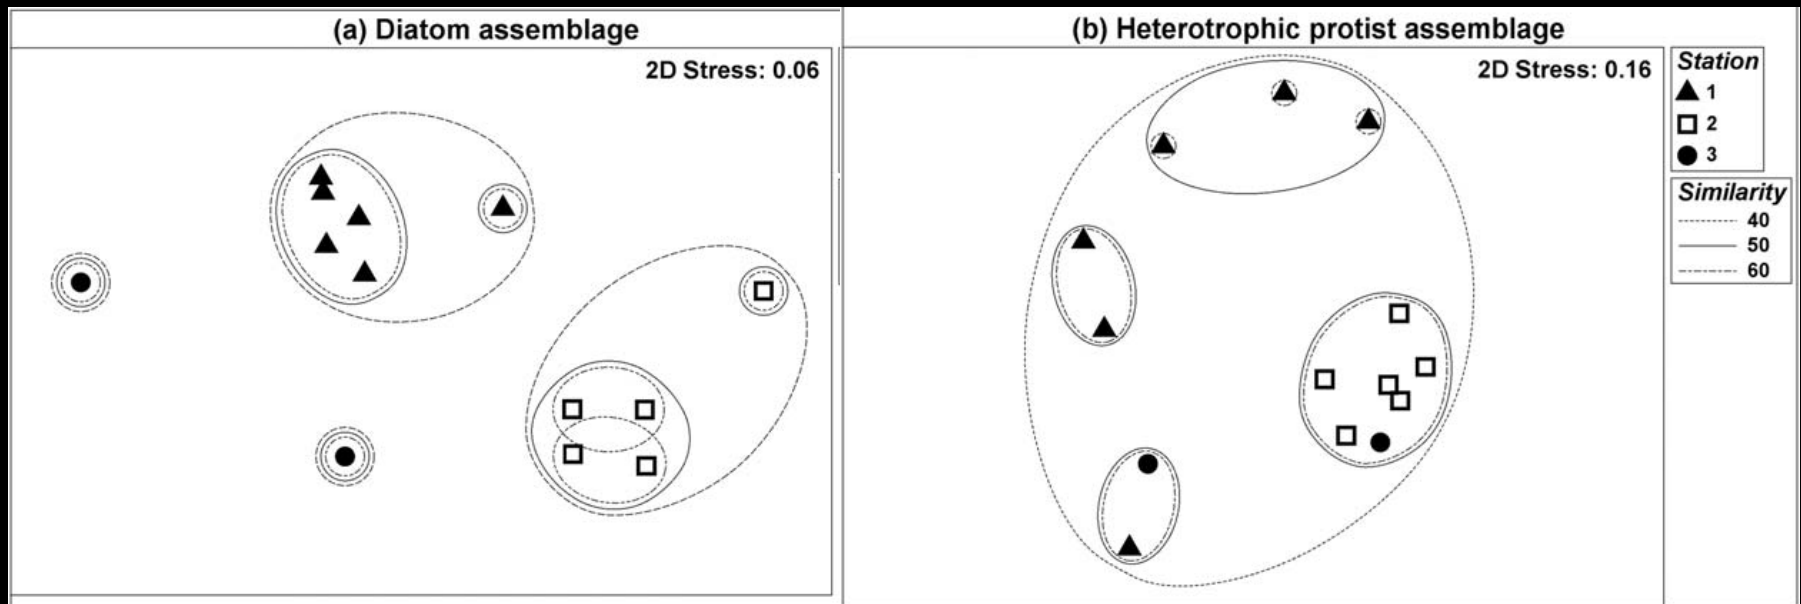 (a) Diatom assemblage
2D Stress: 0.06
(b) Heterotrophic protist assemblage
2D Stress: 0.16
Station
1
2
3
Similarity
40
50
60